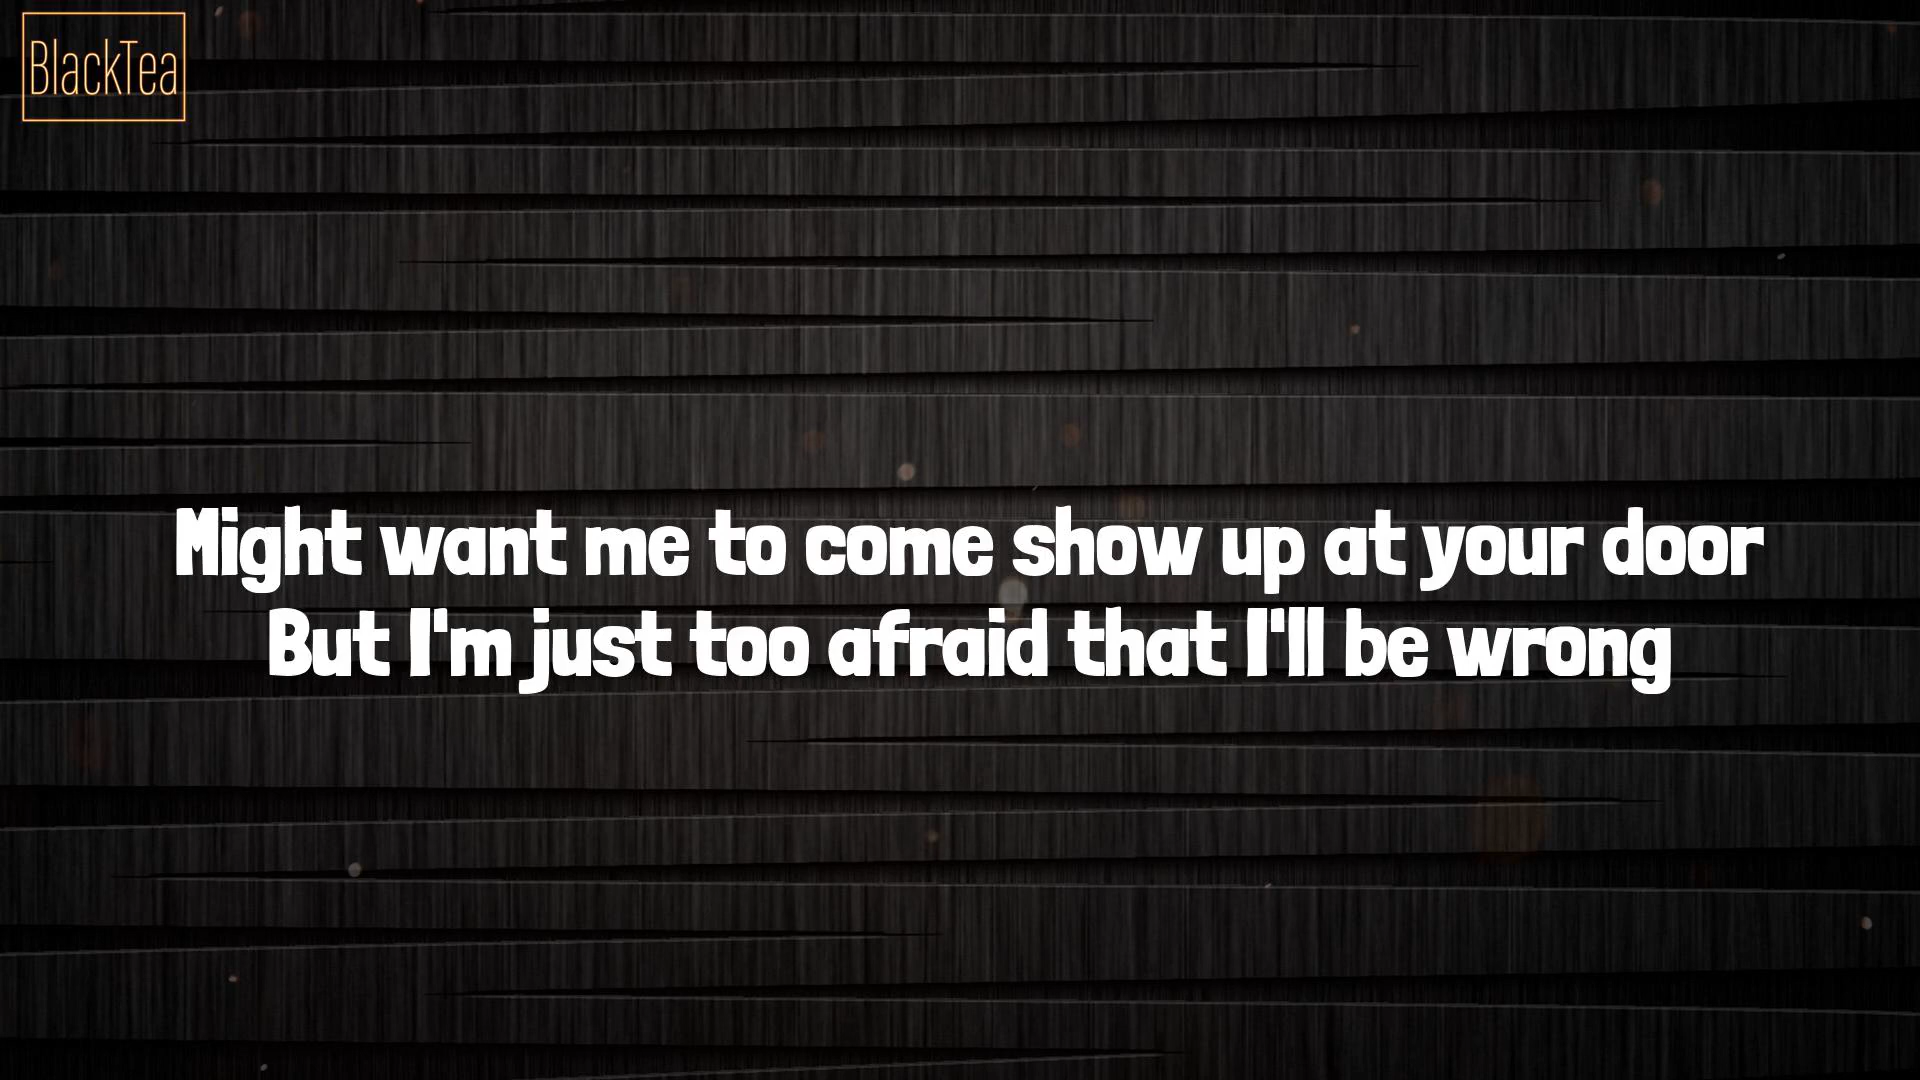 BlackTea
Might want me to come show up at your door
But I'm just too afraid that I'll be wrong